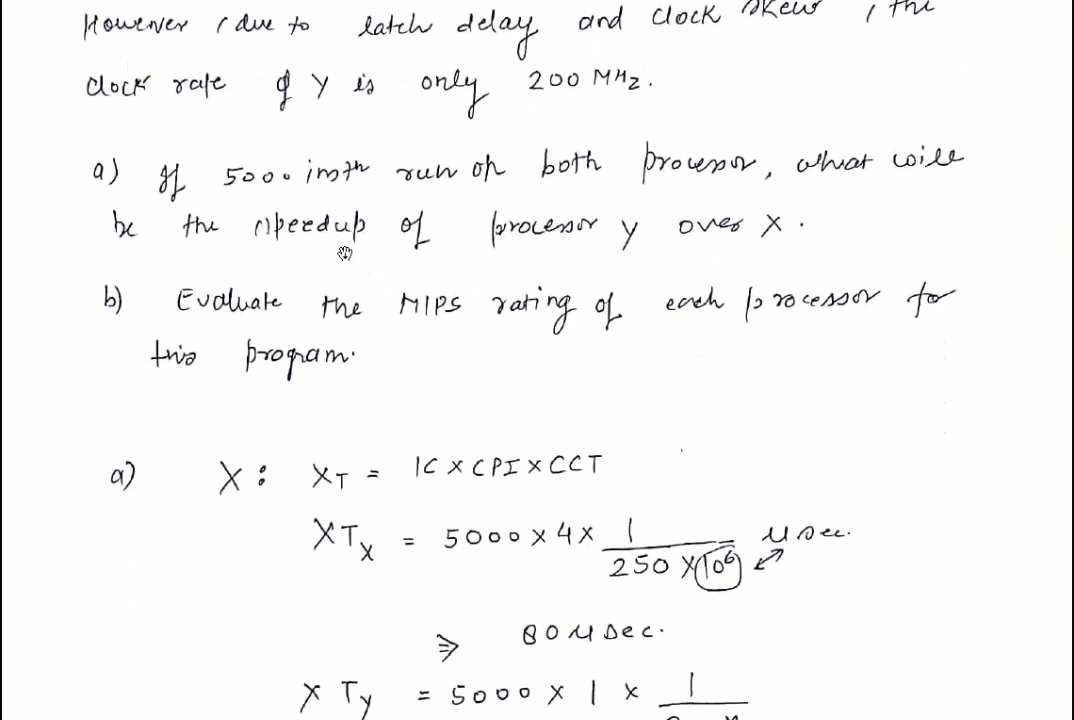 However, due to latch delay and clock skew, the
clock rate of Y is only 200 MHz.
a) If 5000 insth run on both processor, what will
be the speedup of processor y over X.
b) Evaluate the MIPS rating of each processor for
this program.
a) X: XT = IC X CPI X CCT
XTX = 5000 X 4 X 1 / 250 X 10^6 μsec.
⇒ 80 μsec.
XTy = 5000 X 1 X 1